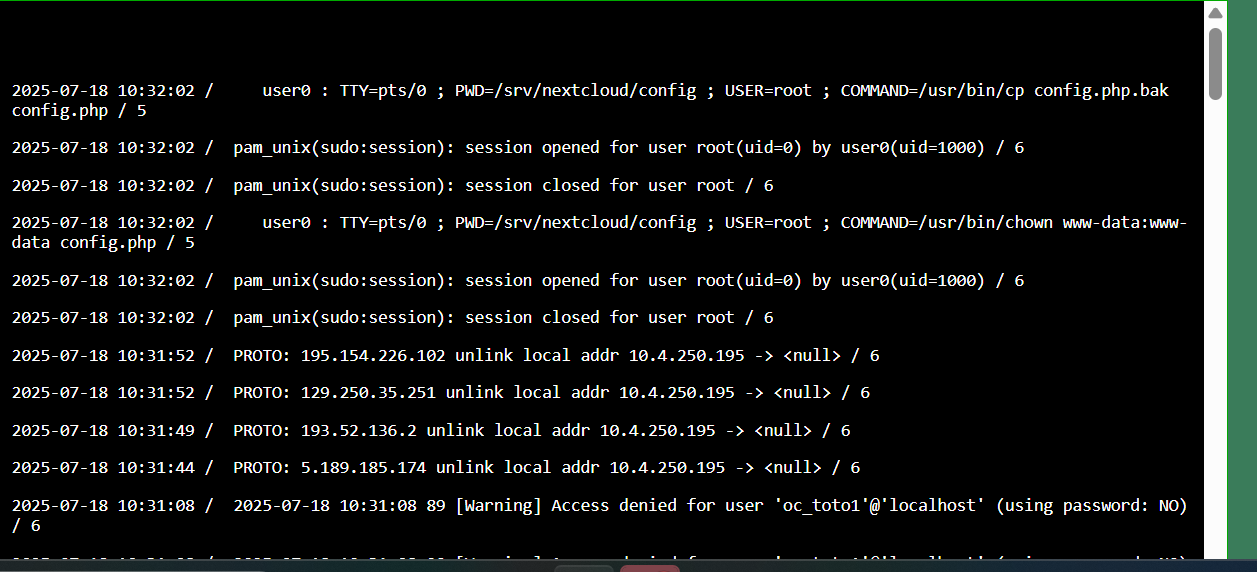 2025-07-18 10:32:02 /     user0 : TTY=pts/0 ; PWD=/srv/nextcloud/config ; USER=root ; COMMAND=/usr/bin/cp config.php.bak
config.php / 5
2025-07-18 10:32:02 /  pam_unix(sudo:session): session opened for user root(uid=0) by user0(uid=1000) / 6
2025-07-18 10:32:02 /  pam_unix(sudo:session): session closed for user root / 6
2025-07-18 10:32:02 /     user0 : TTY=pts/0 ; PWD=/srv/nextcloud/config ; USER=root ; COMMAND=/usr/bin/chown www-data:www-
data config.php / 5
2025-07-18 10:32:02 /  pam_unix(sudo:session): session opened for user root(uid=0) by user0(uid=1000) / 6
2025-07-18 10:32:02 /  pam_unix(sudo:session): session closed for user root / 6
2025-07-18 10:31:52 /  PROTO: 195.154.226.102 unlink local addr 10.4.250.195 -> <null> / 6
2025-07-18 10:31:52 /  PROTO: 129.250.35.251 unlink local addr 10.4.250.195 -> <null> / 6
2025-07-18 10:31:49 /  PROTO: 193.52.136.2 unlink local addr 10.4.250.195 -> <null> / 6
2025-07-18 10:31:44 /  PROTO: 5.189.185.174 unlink local addr 10.4.250.195 -> <null> / 6
2025-07-18 10:31:08 /  2025-07-18 10:31:08 89 [Warning] Access denied for user 'oc_toto1'@'localhost' (using password: NO)
/ 6